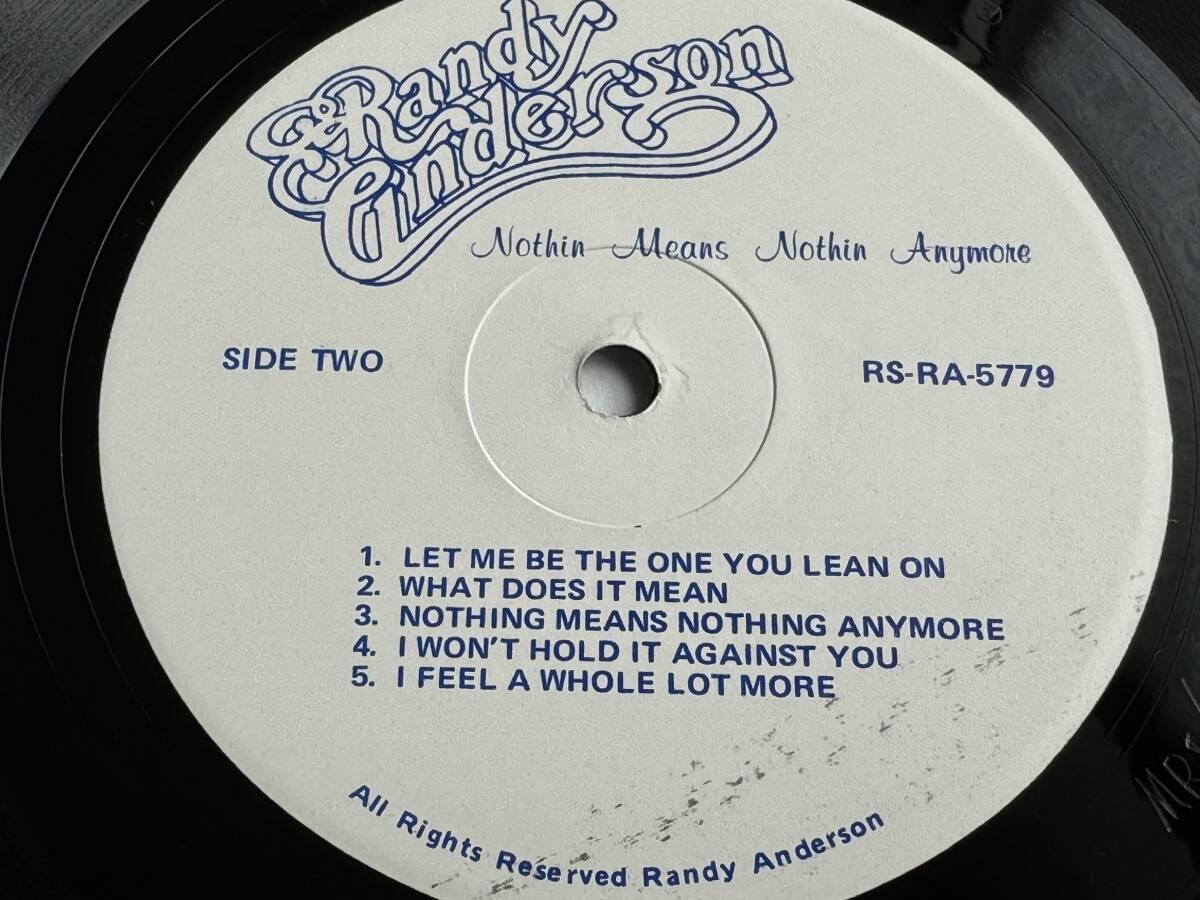 Randy
Anderson
Nothin Means Nothin Anymore
SIDE TWO
RS-RA-5779
1. LET ME BE THE ONE YOU LEAN ON
2. WHAT DOES IT MEAN
3. NOTHING MEANS NOTHING ANYMORE
4. I WON'T HOLD IT AGAINST YOU
5. I FEEL A WHOLE LOT MORE
All Rights Reserved Randy Anderson